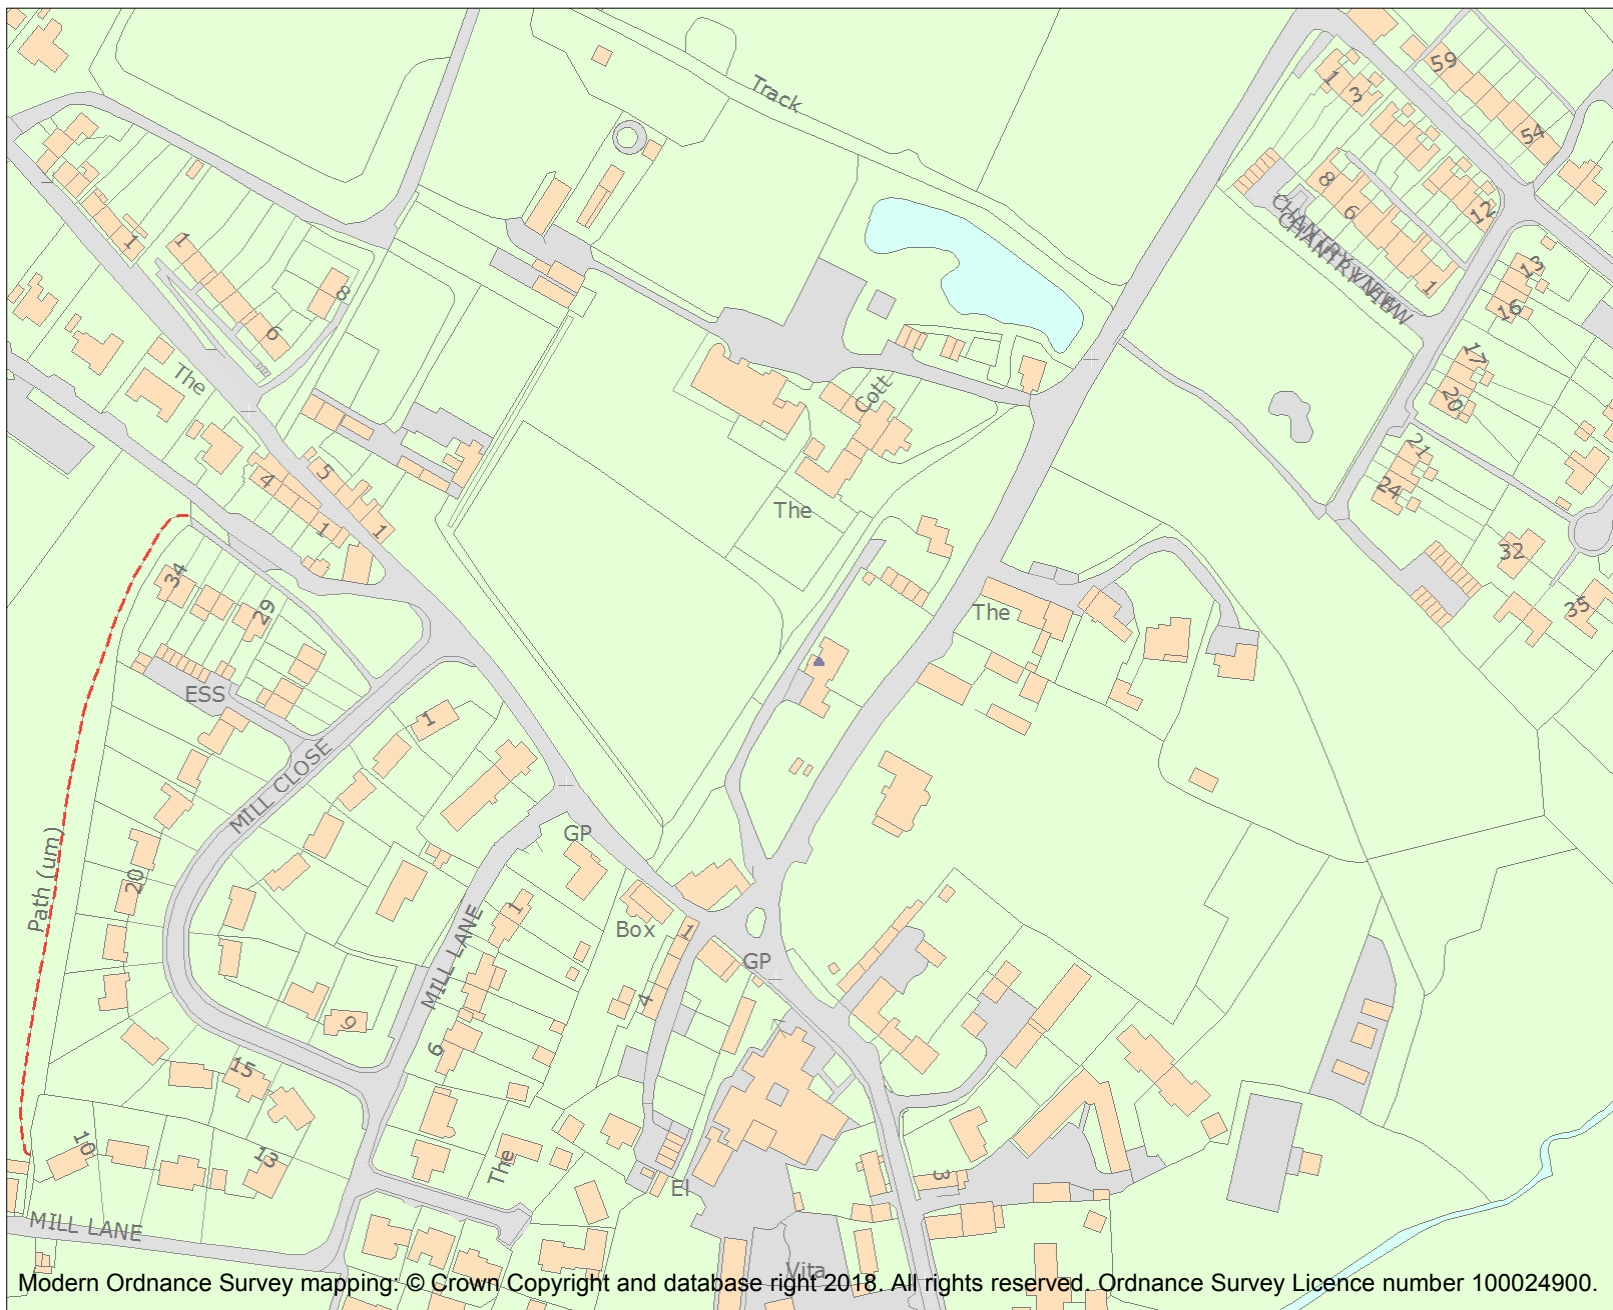 59
Track
1
3
54
8
12
6
CHANTRY VIEW
CHANTRY VIEW
1
1
1
13
8
16
6
17
The
Cott
20
5
21
4
24
1
1
The
32
34
29
The
35
ESS
1
MILL CLOSE
GP
Path (um)
20
1
MILL LANE
Box
1
GP
4
9
6
15
10
13
The
3
El
MILL LANE
Vita
Modern Ordnance Survey mapping: © Crown Copyright and database right 2018. All rights reserved. Ordnance Survey Licence number 100024900.